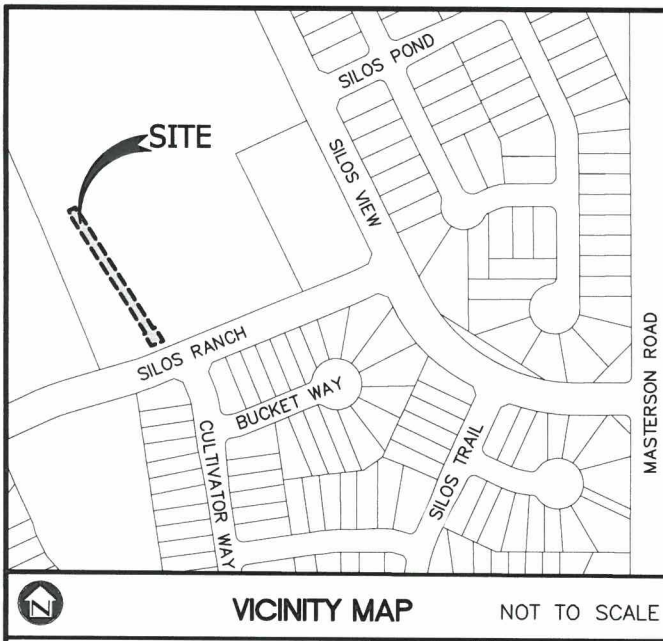 SILOS POND
SITE
SILOS VIEW
SILOS RANCH
BUCKET WAY
CULTIVATOR WAY
SILOS TRAIL
MASTERSON ROAD
N
VICINITY MAP
NOT TO SCALE